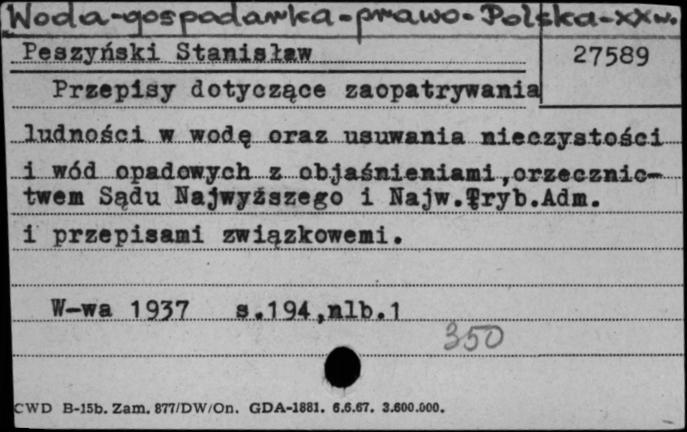 Woda-gospodarka-prawo-Polska-XXw.
Peszyński Stanisław
27589
Przepisy dotyczące zaopatrywania
ludności w wodę oraz usuwania nieczystości
i wód opadowych z objaśnieniami,orzecznic-
twem Sądu Najwyższego i Najw.Tryb.Adm.
i przepisami związkowemi.
W-wa 1937 s.194,nlb.1
350
CWD B-15b. Zam. 877/DW/On. GDA-1881. 6.6.67. 3.600.000.